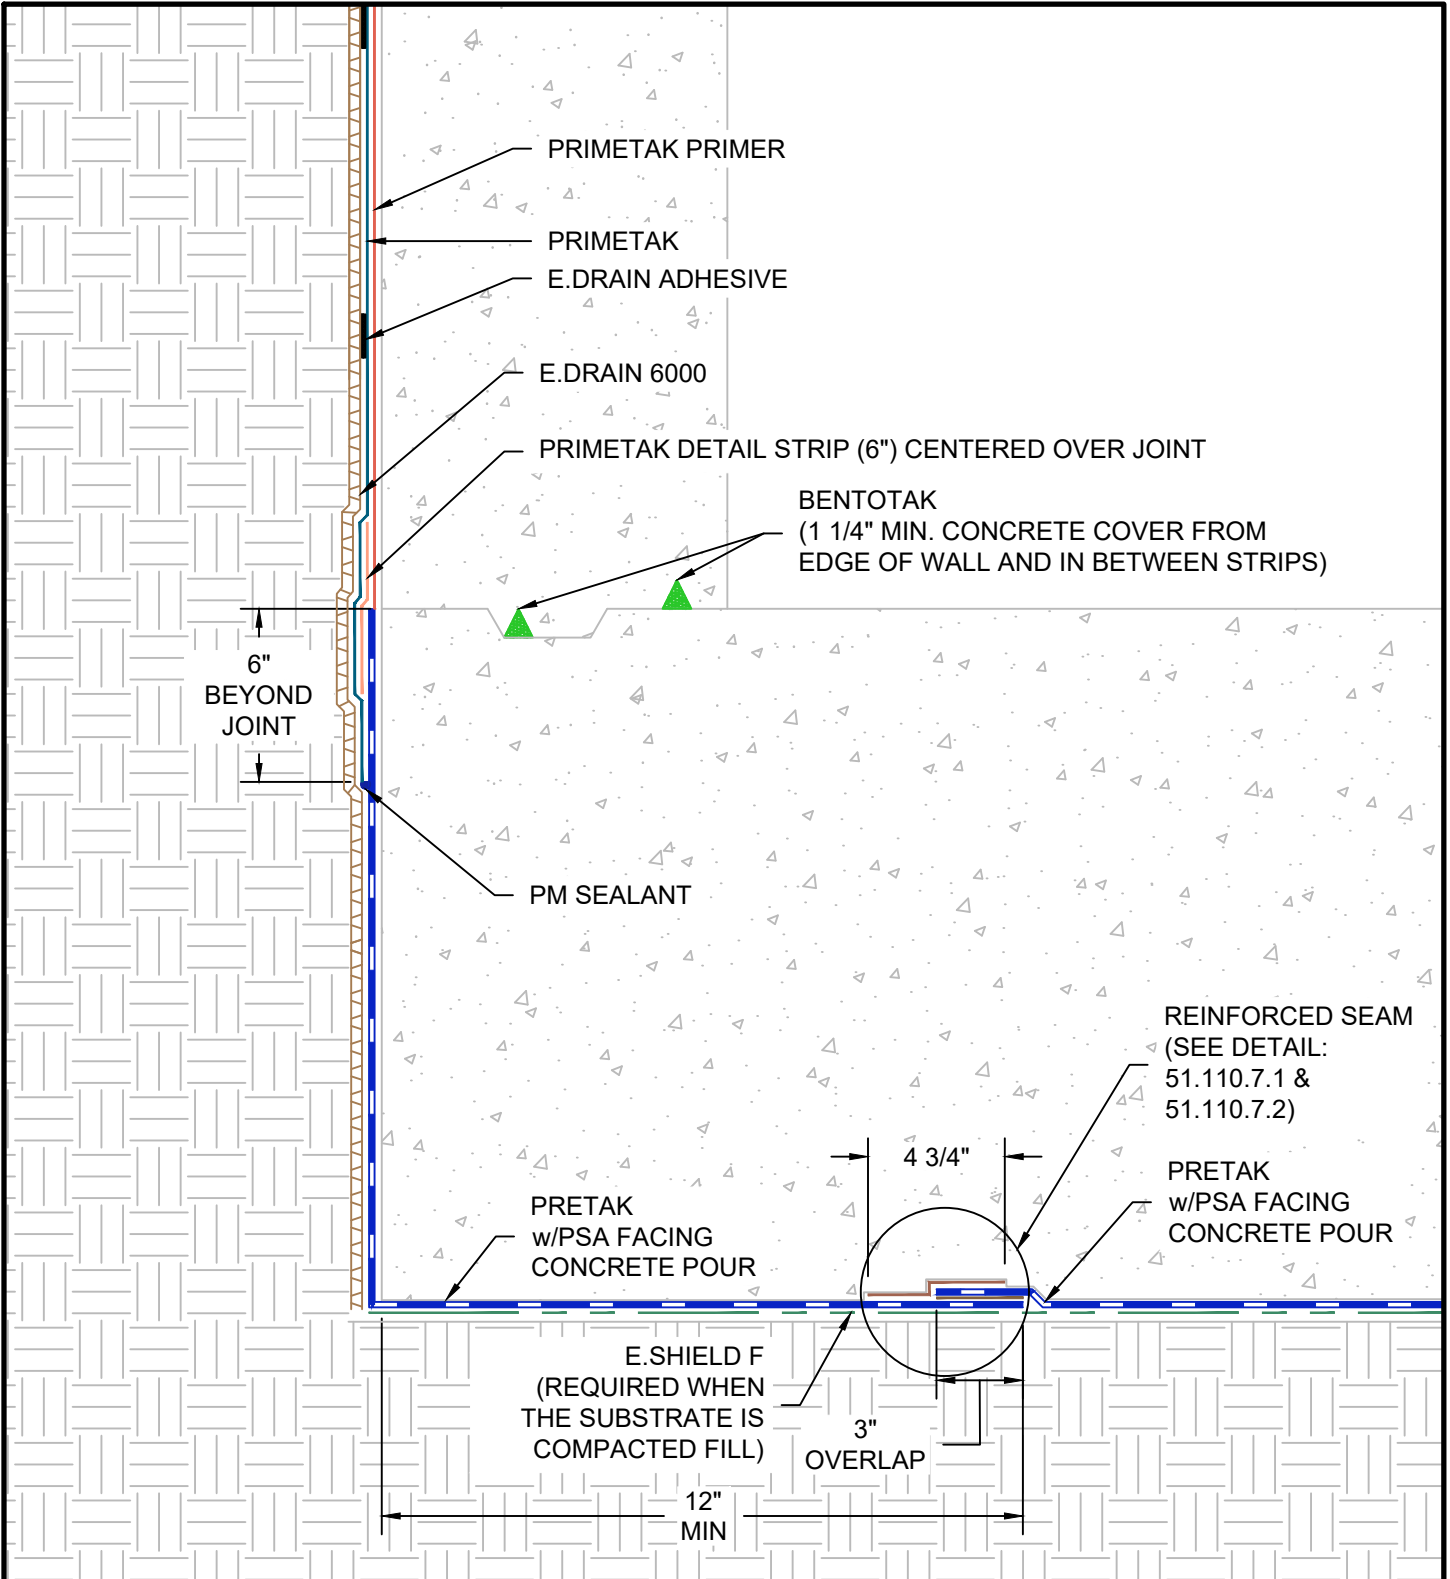 PRIMETAK PRIMER
PRIMETAK
E.DRAIN ADHESIVE
E.DRAIN 6000
PRIMETAK DETAIL STRIP (6") CENTERED OVER JOINT
BENTOTAK
(1 1/4" MIN. CONCRETE COVER FROM
EDGE OF WALL AND IN BETWEEN STRIPS)
6"
BEYOND
JOINT
PM SEALANT
REINFORCED SEAM
(SEE DETAIL:
51.110.7.1 &
51.110.7.2)
4 3/4"
PRETAK
w/PSA FACING
CONCRETE POUR
PRETAK
w/PSA FACING
CONCRETE POUR
E.SHIELD F
(REQUIRED WHEN
THE SUBSTRATE IS
COMPACTED FILL)
3"
OVERLAP
12"
MIN